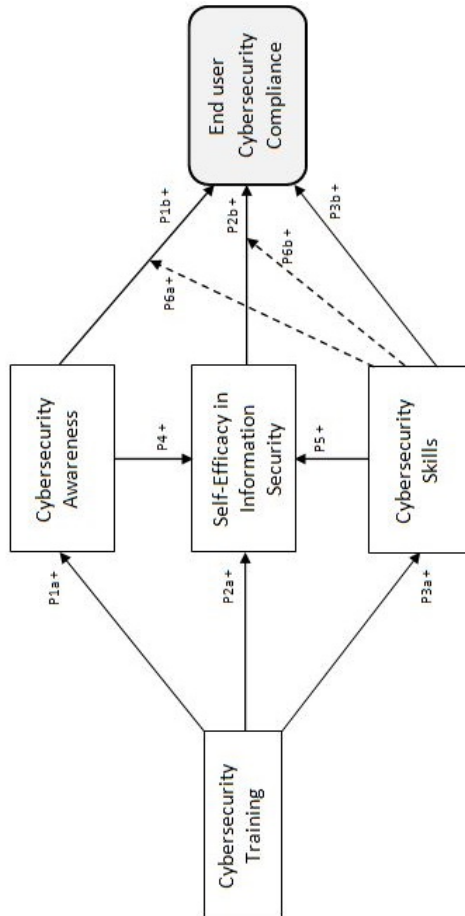 Cybersecurity
Training
P1a+
P2a+
P3a+
Cybersecurity
Awareness
P4+
Self-Efficacy in
Information
Security
P5+
Cybersecurity
Skills
P6a+
P6b+
P1b+
P2b+
P3b+
End user
Cybersecurity
Compliance